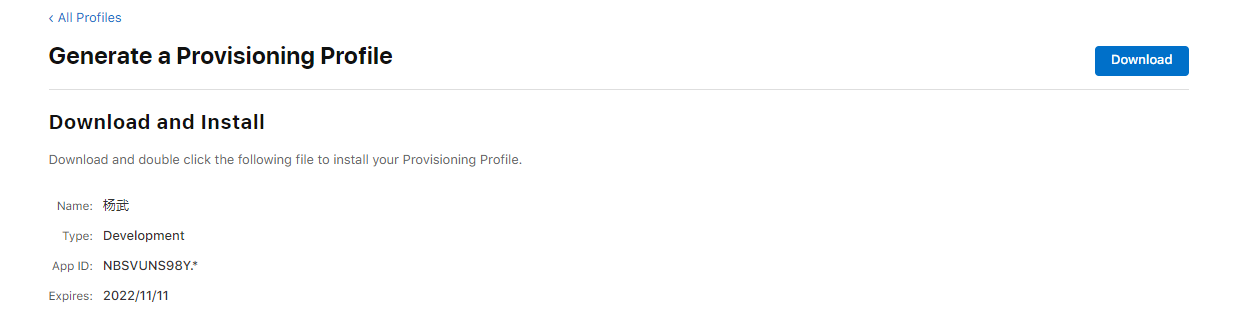 ‹ All Profiles
Generate a Provisioning Profile
Download
Download and Install
Download and double click the following file to install your Provisioning Profile.
Name: 杨武
Type: Development
App ID: NBSVUNS98Y.*
Expires: 2022/11/11